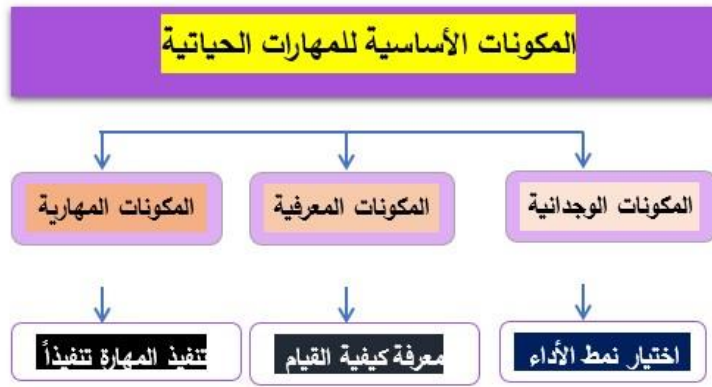 المكونات الأساسية للمهارات الحياتية
المكونات الوجدانية
المكونات المعرفية
المكونات المهارية
اختيار نمط الأداء
معرفة كيفية القيام
تنفيذ المهارة تنفيذاً